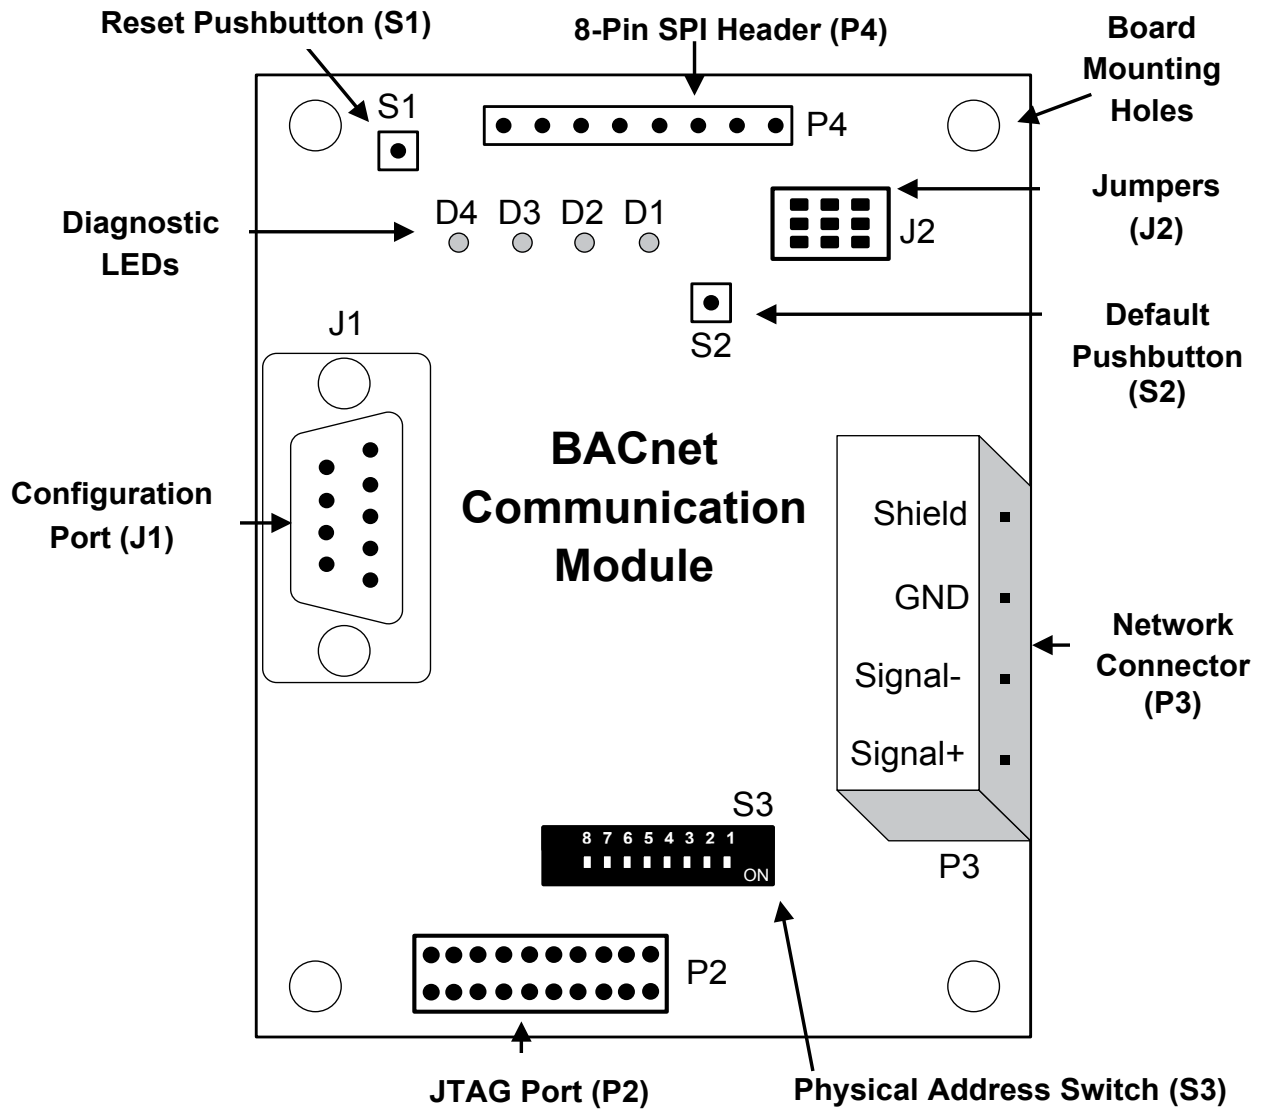 Reset Pushbutton (S1)
8-Pin SPI Header (P4)
Board
Mounting
Holes
S1
P4
Jumpers
(J2)
Diagnostic
LEDs
D4 D3 D2 D1
J2
S2
Default
Pushbutton
(S2)
J1
Configuration
Port (J1)
BACnet
Communication
Module
Shield
GND
Signal-
Signal+
Network
Connector
(P3)
P3
S3
8 7 6 5 4 3 2 1
ON
P2
JTAG Port (P2)
Physical Address Switch (S3)